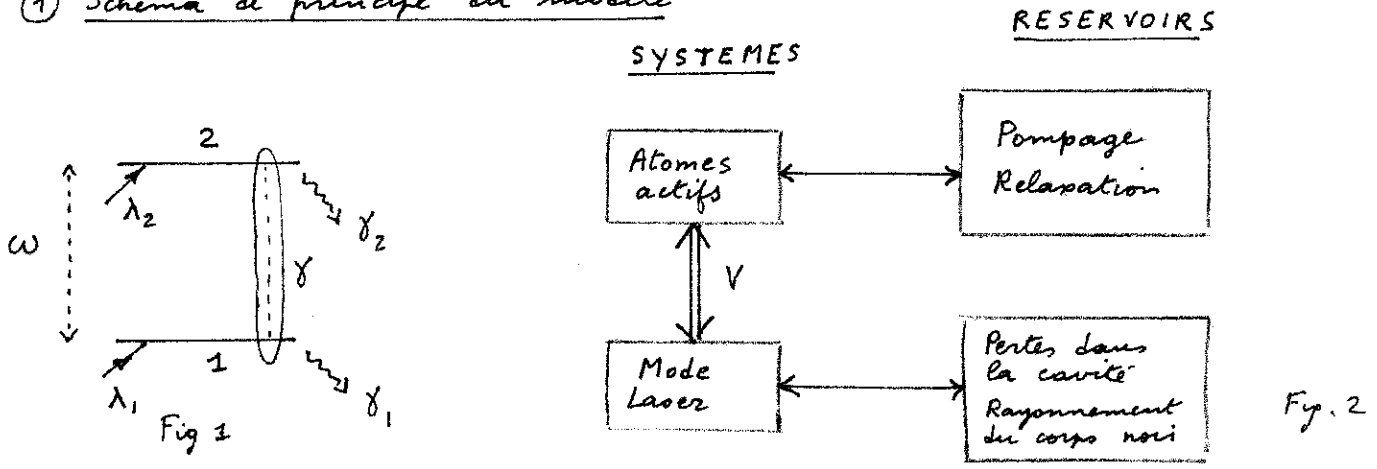 ① Schéma de principe du modèle
RESERVOIRS
SYSTEMES
2
λ₂
γ₂
ω
γ
1
λ₁
γ₁
Fig 1
Atomes
actifs
Pompage
Relaxation
V
Mode
Laser
Pertes dans
la cavité
Rayonnement
du corps noir
Fig. 2